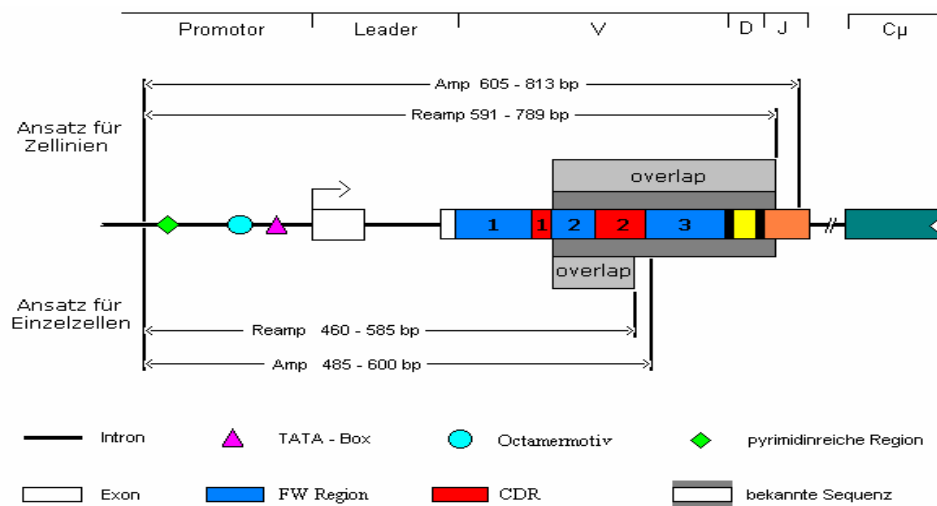 Promotor Leader V D J Cµ
Amp 605 - 813 bp
Reamp 591 - 789 bp
Ansatz für
Zellinien
overlap
1 1 2 2 3
overlap
Ansatz für
Einzelzellen
Reamp 460 - 585 bp
Amp 485 - 600 bp
Intron TATA - Box Octamermotiv pyrimidinreiche Region
Exon FW Region CDR bekannte Sequenz